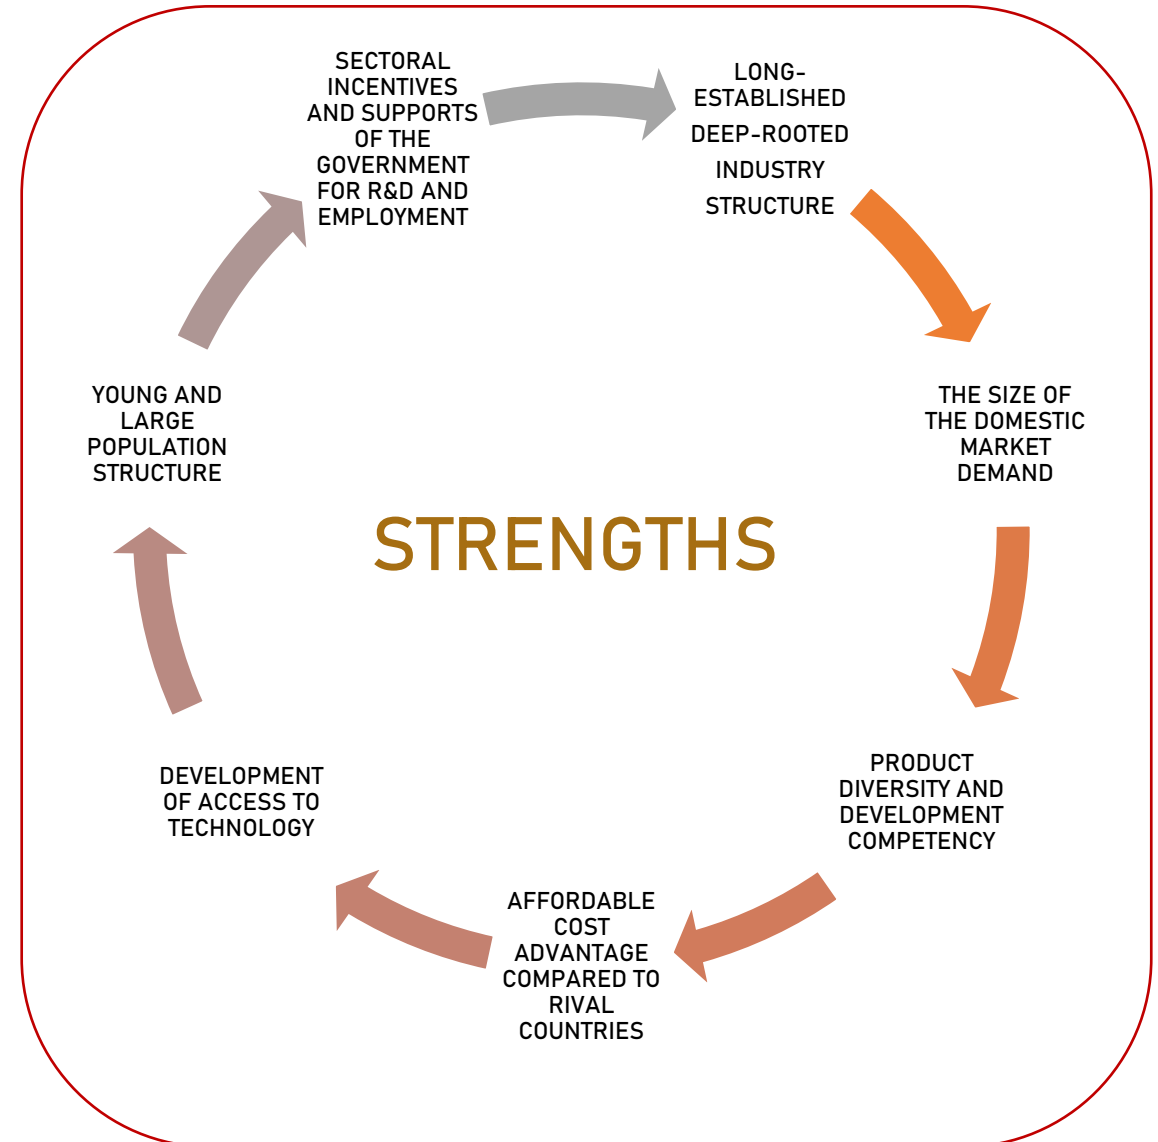 SECTORAL
INCENTIVES
AND SUPPORTS
OF THE
GOVERNMENT
FOR R&D AND
EMPLOYMENT
LONG-
ESTABLISHED
DEEP-ROOTED
INDUSTRY
STRUCTURE
THE SIZE OF
THE DOMESTIC
MARKET
DEMAND
PRODUCT
DIVERSITY AND
DEVELOPMENT
COMPETENCY
AFFORDABLE
COST
ADVANTAGE
COMPARED TO
RIVAL
COUNTRIES
DEVELOPMENT
OF ACCESS TO
TECHNOLOGY
YOUNG AND
LARGE
POPULATION
STRUCTURE
STRENGTHS